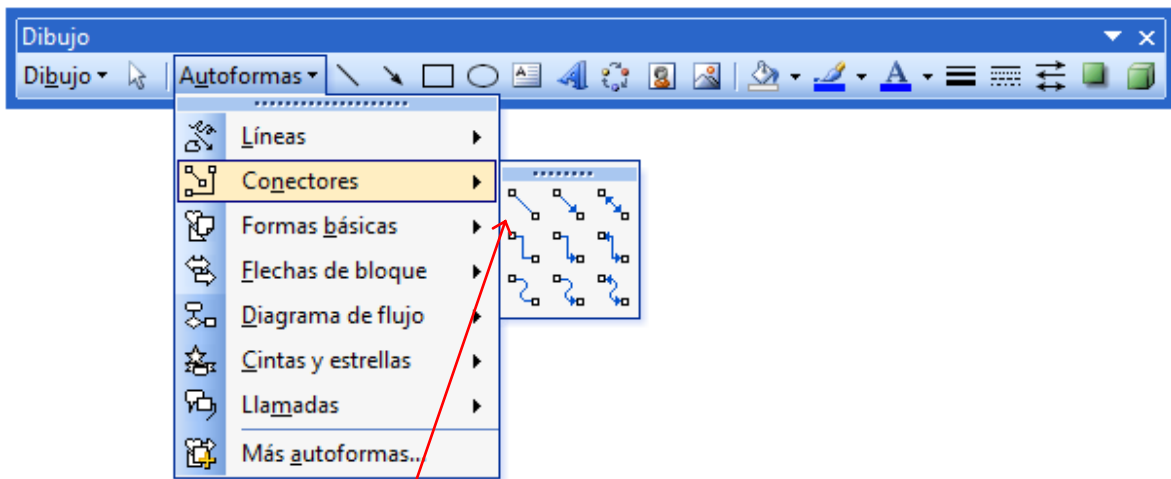 Dibujo
Dibujo Autoformas A
Líneas
Conectores
Formas básicas
Flechas de bloque
Diagrama de flujo
Cintas y estrellas
Llamadas
Más autoformas...